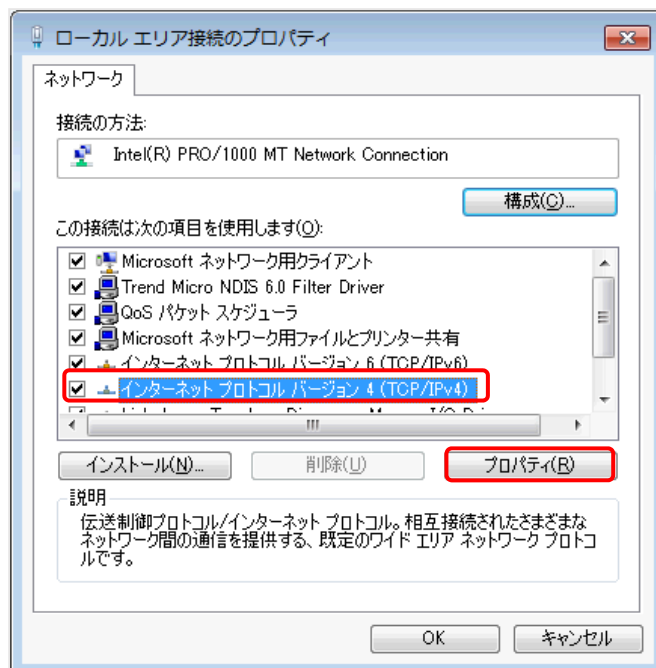 ローカル エリア接続のプロパティ
ネットワーク
接続の方法:
Intel(R) PRO/1000 MT Network Connection
構成(C)...
この接続は次の項目を使用します(O):
Microsoft ネットワーク用クライアント
Trend Micro NDIS 6.0 Filter Driver
QoS パケット スケジューラ
Microsoft ネットワーク用ファイルとプリンター共有
インターネット プロトコル バージョン 6 (TCP/IPv6)
インターネット プロトコル バージョン 4 (TCP/IPv4)
インストール(N)...
削除(U)
プロパティ(R)
説明
伝送制御プロトコル/インターネット プロトコル。相互接続されたさまざまな
ネットワーク間の通信を提供する、既定のワイド エリア ネットワーク プロトコ
ルです。
OK
キャンセル